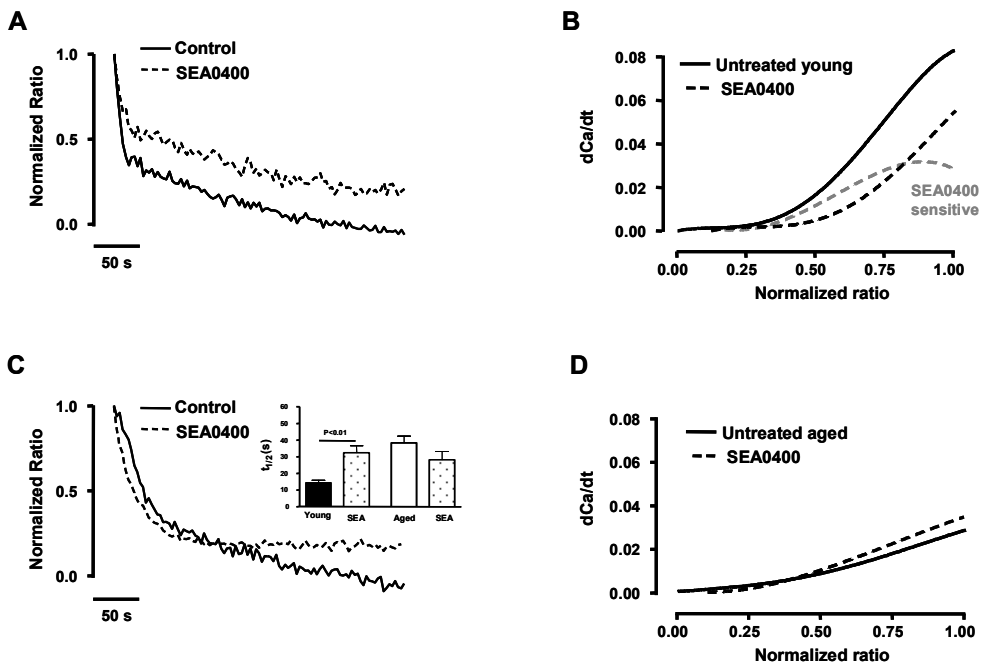 A
Control
SEA0400
1.0
0.5
0.0
Normalized Ratio
50 s
B
Untreated young
SEA0400
SEA0400
sensitive
0.08
0.06
0.04
0.02
0.00
dCa/dt
0.00 0.25 0.50 0.75 1.00
Normalized ratio
C
Control
SEA0400
1.0
0.5
0.0
Normalized Ratio
50 s
60
50
40
30
20
10
0
t1/2(s)
P<0.01
Young SEA Aged SEA
D
Untreated aged
SEA0400
0.08
0.06
0.04
0.02
0.00
dCa/dt
0.00 0.25 0.50 0.75 1.00
Normalized ratio